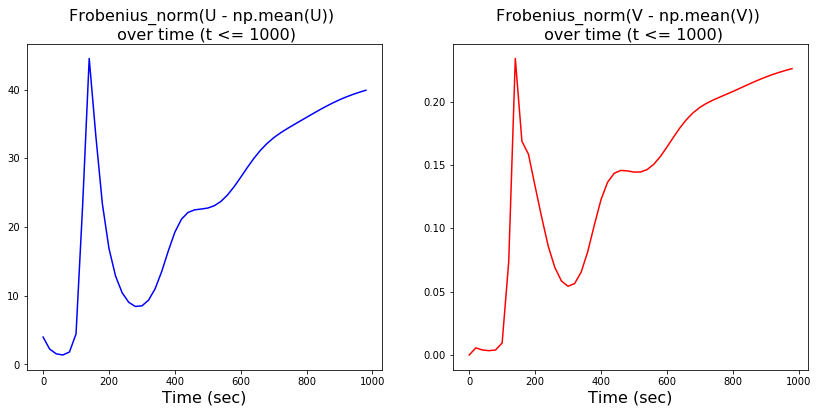 Frobenius_norm(U - np.mean(U))
over time (t <= 1000)
40
30
20
10
0
0 200 400 600 800 1000
Time (sec)
Frobenius_norm(V - np.mean(V))
over time (t <= 1000)
0.20
0.15
0.10
0.05
0.00
0 200 400 600 800 1000
Time (sec)